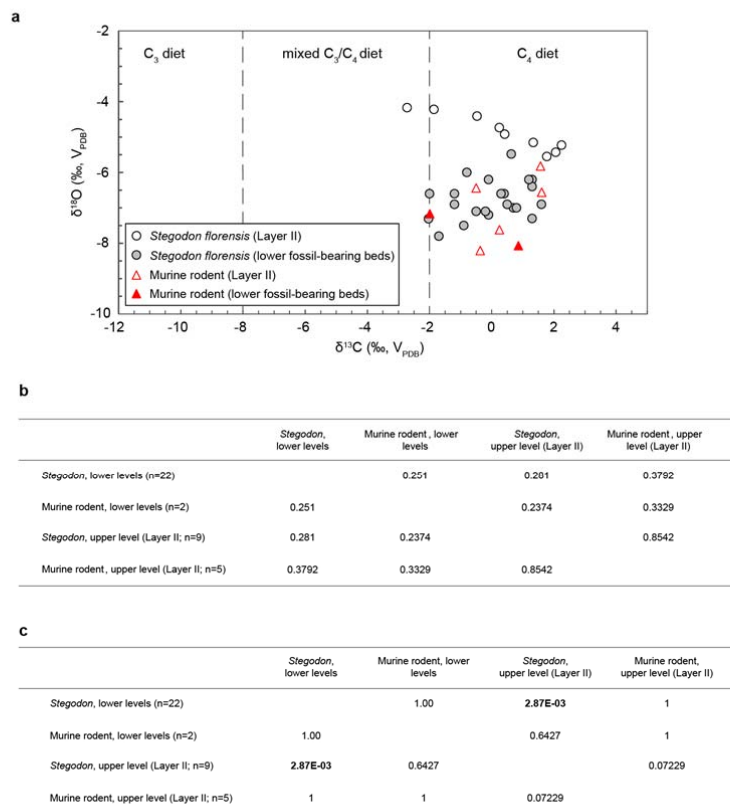 a
-2
-4
-6
-8
-10
δ¹⁸O (‰, V_PDB)
C₃ diet
mixed C₃/C₄ diet
C₄ diet
Stegodon florensis (Layer II)
Stegodon florensis (lower fossil-bearing beds)
Murine rodent (Layer II)
Murine rodent (lower fossil-bearing beds)
-12 -10 -8 -6 -4 -2 0 2 4
δ¹³C (‰, V_PDB)
b
Stegodon, lower levels Murine rodent, lower levels Stegodon, upper level (Layer II) Murine rodent, upper level (Layer II)
Stegodon, lower levels (n=22) 0.251 0.281 0.3792
Murine rodent, lower levels (n=2) 0.251 0.2374 0.3329
Stegodon, upper level (Layer II; n=9) 0.281 0.2374 0.8542
Murine rodent, upper level (Layer II; n=5) 0.3792 0.3329 0.8542
c
Stegodon, lower levels Murine rodent, lower levels Stegodon, upper level (Layer II) Murine rodent, upper level (Layer II)
Stegodon, lower levels (n=22) 1.00 2.87E-03 1
Murine rodent, lower levels (n=2) 1.00 0.6427 1
Stegodon, upper level (Layer II; n=9) 2.87E-03 0.6427 0.07229
Murine rodent, upper level (Layer II; n=5) 1 1 0.07229